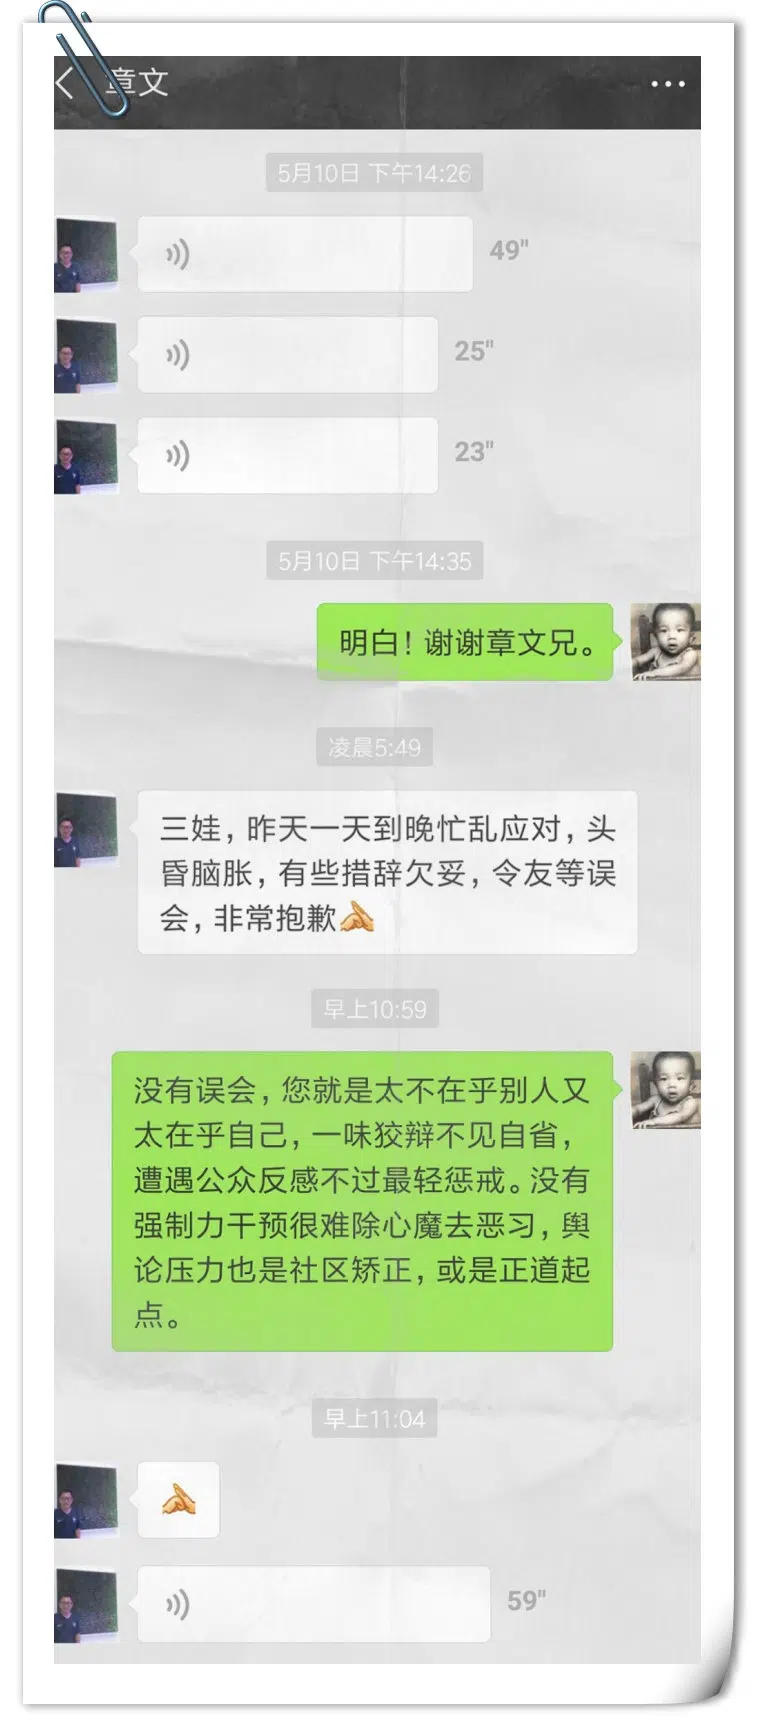 章文
5月10日 下午14:26
49"
25"
23"
5月10日 下午14:35
明白！谢谢章文兄。
凌晨5:49
三娃，昨天一天到晚忙乱应对，头
昏脑胀，有些措辞欠妥，令友等误
会，非常抱歉🙏
早上10:59
没有误会，您就是太不在乎别人又
太在乎自己，一味狡辩不见自省，
遭遇公众反感不过最轻惩戒。没有
强制力干预很难除心魔去恶习，舆
论压力也是社区矫正，或是正道起
点。
早上11:04
🙏
59"